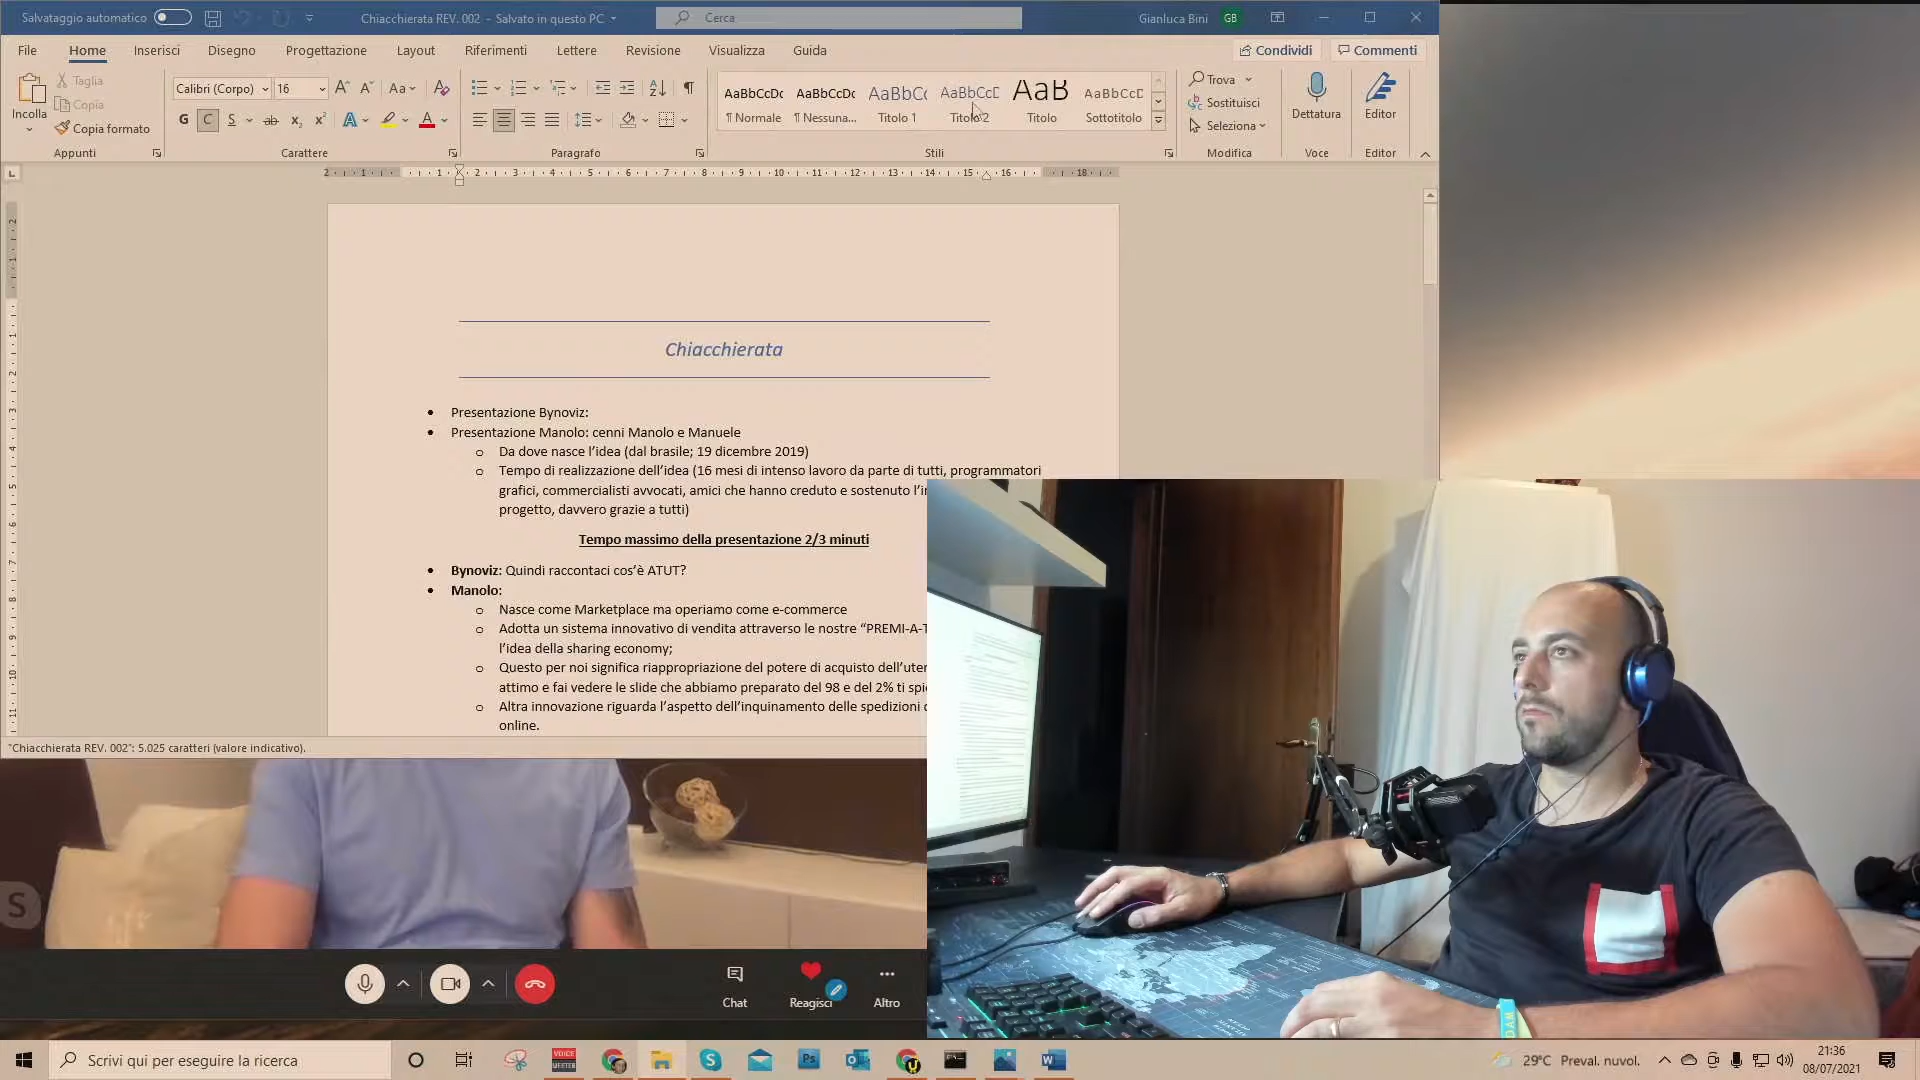 Salvataggio automatico
Chiacchierata REV. 002 - Salvato in questo PC
Cerca
Gianluca Bini
GB
File Home Inserisci Disegno Progettazione Layout Riferimenti Lettere Revisione Visualizza Guida
Condividi
Commenti
Incolla
Taglia
Copia
Copia formato
Appunti
Calibri (Corpo) 16
Carattere
Paragrafo
AaBbCcDc ¶ Normale
AaBbCcDc ¶ Nessuna...
AaBbCc Titolo 1
AaBbCcD Titolo 2
AaB Titolo
AaBbCcD Sottotitolo
Stili
Trova
Sostituisci
Seleziona
Modifica
Dettatura
Voce
Editor
Editor
Chiacchierata
• Presentazione Bynoviz:
• Presentazione Manolo: cenni Manolo e Manuele
o Da dove nasce l’idea (dal brasile; 19 dicembre 2019)
o Tempo di realizzazione dell’idea (16 mesi di intenso lavoro da parte di tutti, programmatori
grafici, commercialisti avvocati, amici che hanno creduto e sostenuto
progetto, davvero grazie a tutti)
Tempo massimo della presentazione 2/3 minuti
• Bynoviz: Quindi raccontaci cos’è ATUT?
• Manolo:
o Nasce come Marketplace ma operiamo come e-commerce
o Adotta un sistema innovativo di vendita attraverso le nostre “PREMI-A-T
l’idea della sharing economy;
o Questo per noi significa riappropriazione del potere di acquisto dell’uten
attimo e fai vedere le slide che abbiamo preparato del 98 e del 2% ti spie
o Altra innovazione riguarda l’aspetto dell’inquinamento delle spedizioni
online.
"Chiacchierata REV. 002": 5.025 caratteri (valore indicativo).
Chat
Reagisci
Altro
Scrivi qui per eseguire la ricerca
VOICE
MEETER
29°C Preval. nuvol.
21:36
08/07/2021